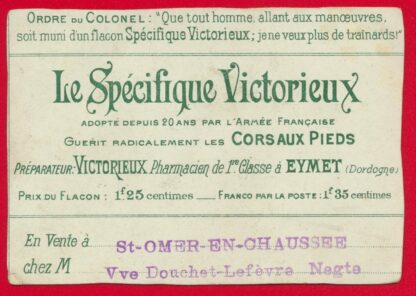 ORDRE DU COLONEL : "Que tout homme, allant aux manœuvres,
soit muni d'un flacon Spécifique Victorieux; je ne veux plus de traînards!"
Le Spécifique Victorieux
ADOPTÉ DEPUIS 20 ANS PAR L'ARMÉE FRANÇAISE
GUÉRIT RADICALEMENT LES CORS AUX PIEDS
PRÉPARATEUR: VICTORIEUX Pharmacien de 1re Classe à EYMET (Dordogne)
PRIX DU FLACON : 1f 25 centimes — FRANCO PAR LA POSTE : 1f 35 centimes
En Vente à St-OMER-EN-CHAUSSEE
chez M Vve Douchet-Lefèvre Negte